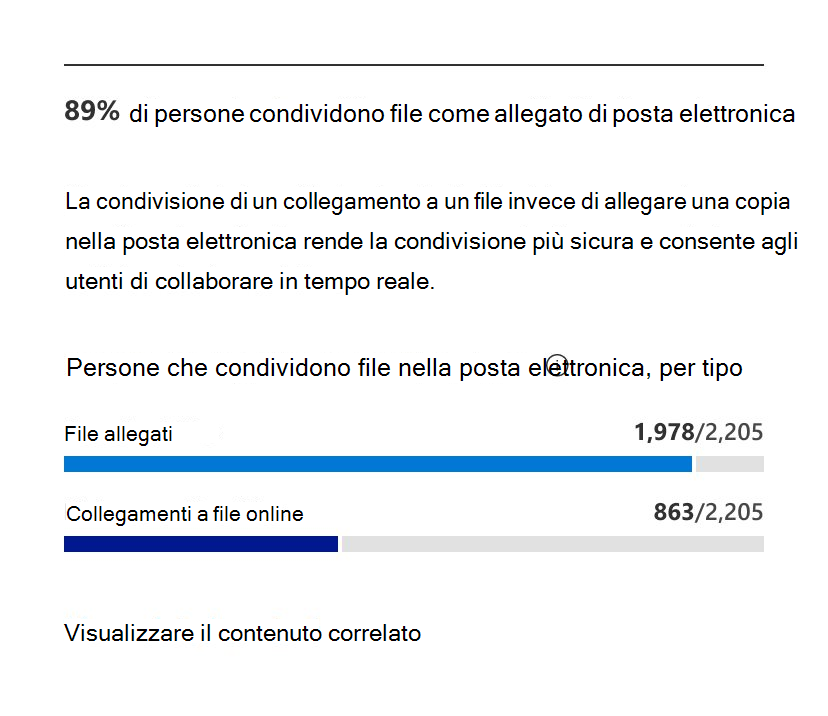 89% di persone condividono file come allegato di posta elettronica
La condivisione di un collegamento a un file invece di allegare una copia
nella posta elettronica rende la condivisione più sicura e consente agli
utenti di collaborare in tempo reale.
Persone che condividono file nella posta elettronica, per tipo
File allegati 1,978/2,205
Collegamenti a file online 863/2,205
Visualizzare il contenuto correlato